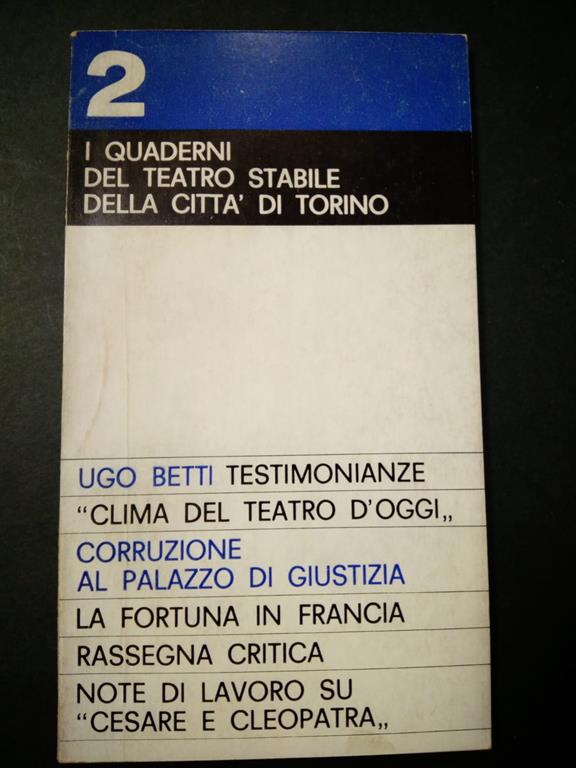 2
I QUADERNI
DEL TEATRO STABILE
DELLA CITTA' DI TORINO
UGO BETTI TESTIMONIANZE
“CLIMA DEL TEATRO D'OGGI„
CORRUZIONE
AL PALAZZO DI GIUSTIZIA
LA FORTUNA IN FRANCIA
RASSEGNA CRITICA
NOTE DI LAVORO SU
“CESARE E CLEOPATRA„